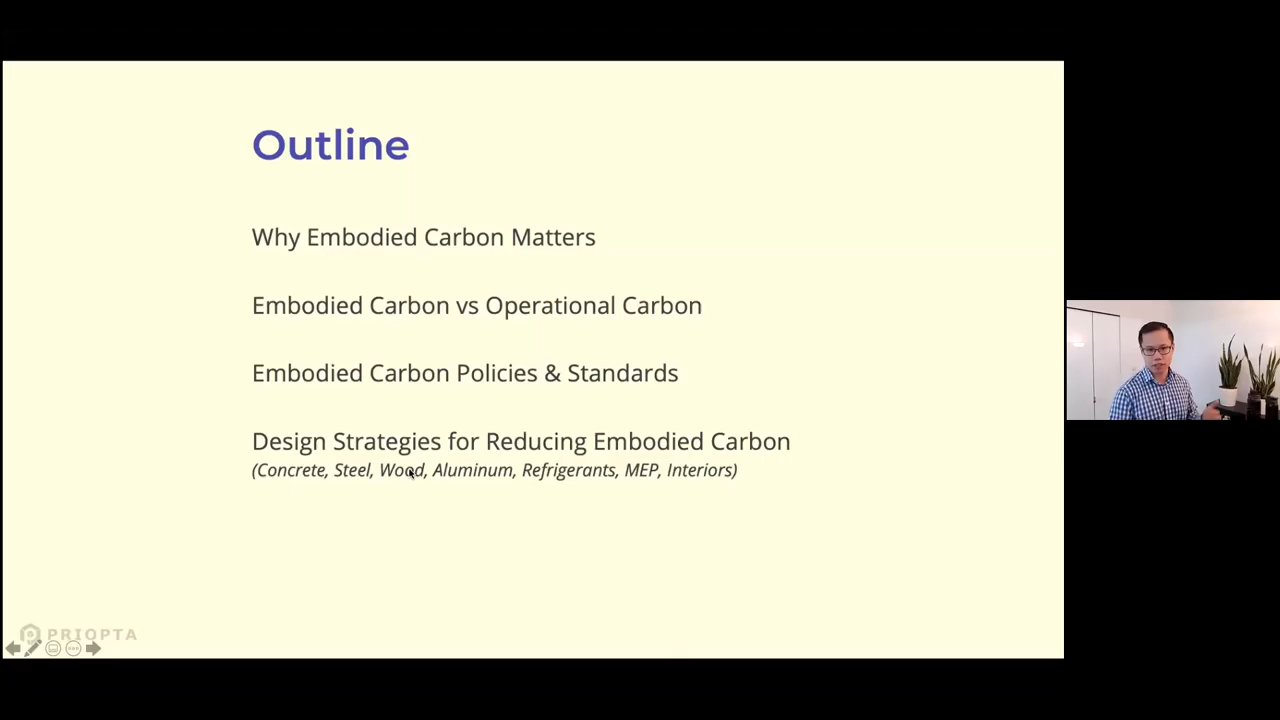 Outline
Why Embodied Carbon Matters
Embodied Carbon vs Operational Carbon
Embodied Carbon Policies & Standards
Design Strategies for Reducing Embodied Carbon
(Concrete, Steel, Wood, Aluminum, Refrigerants, MEP, Interiors)
PRIOPTA